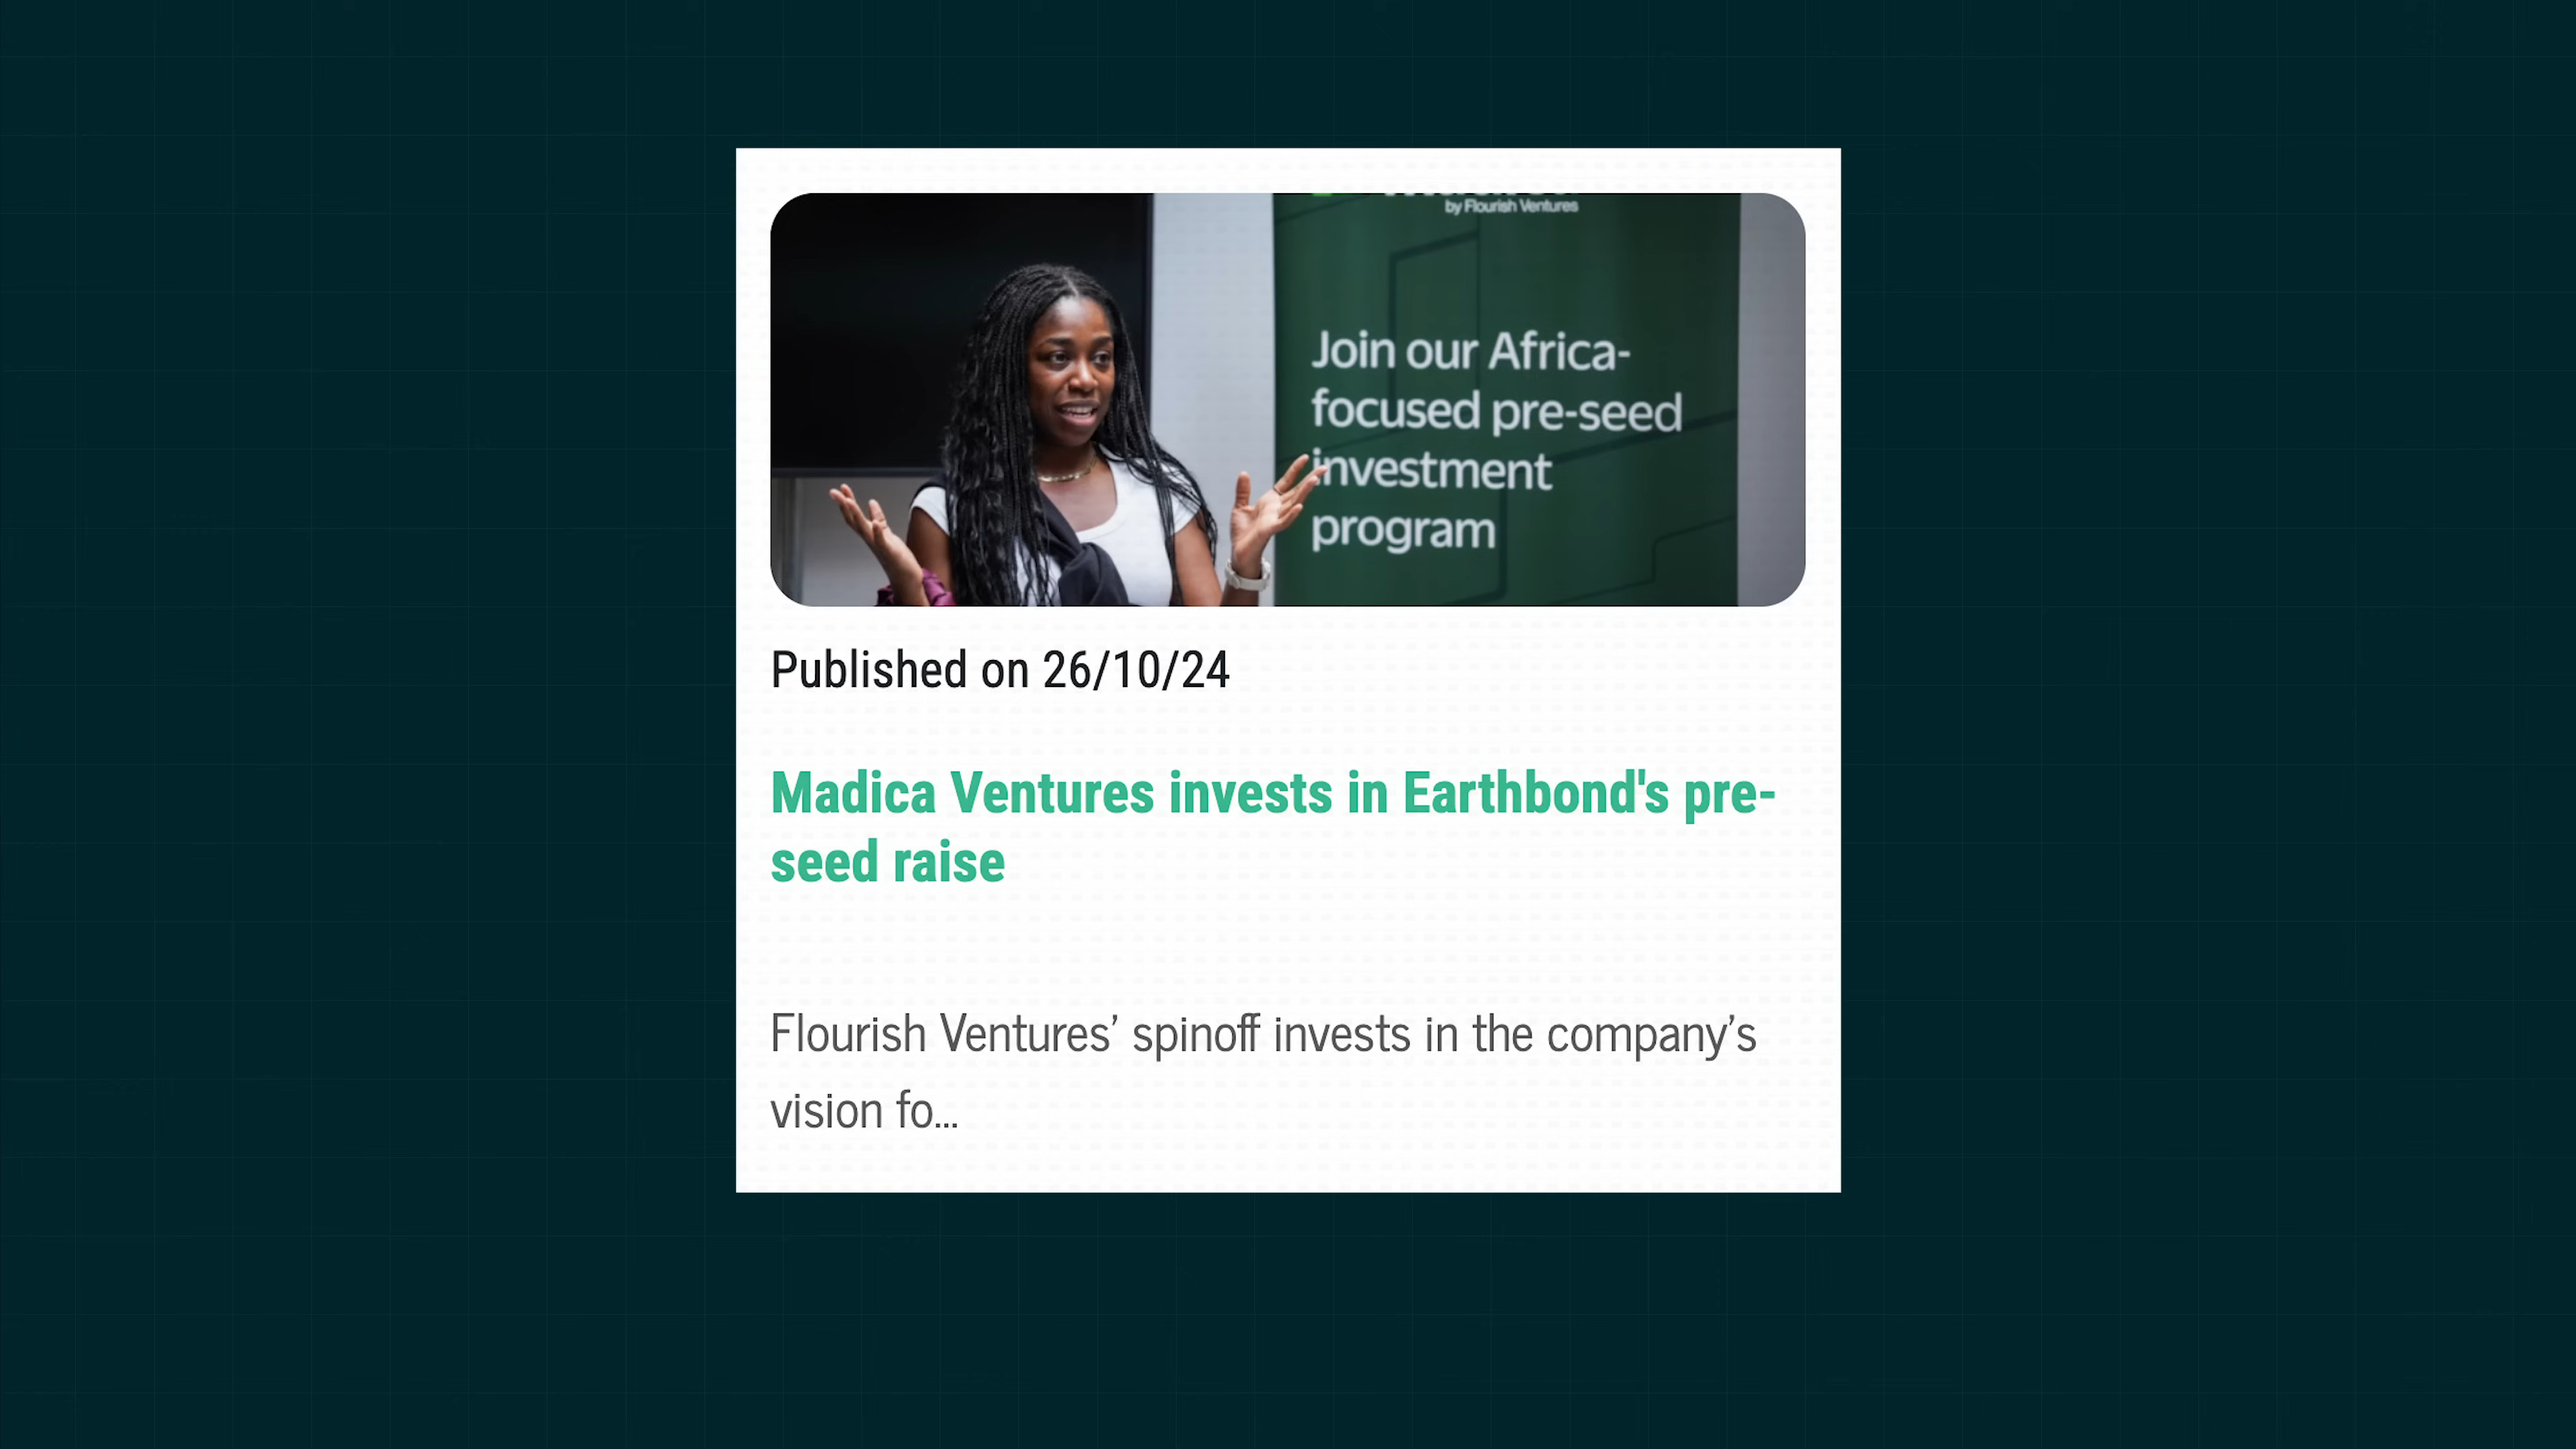 by Flourish Ventures
Join our Africa-
focused pre-seed
investment
program
Published on 26/10/24
Madica Ventures invests in Earthbond's pre-
seed raise
Flourish Ventures’ spinoff invests in the company’s
vision fo...